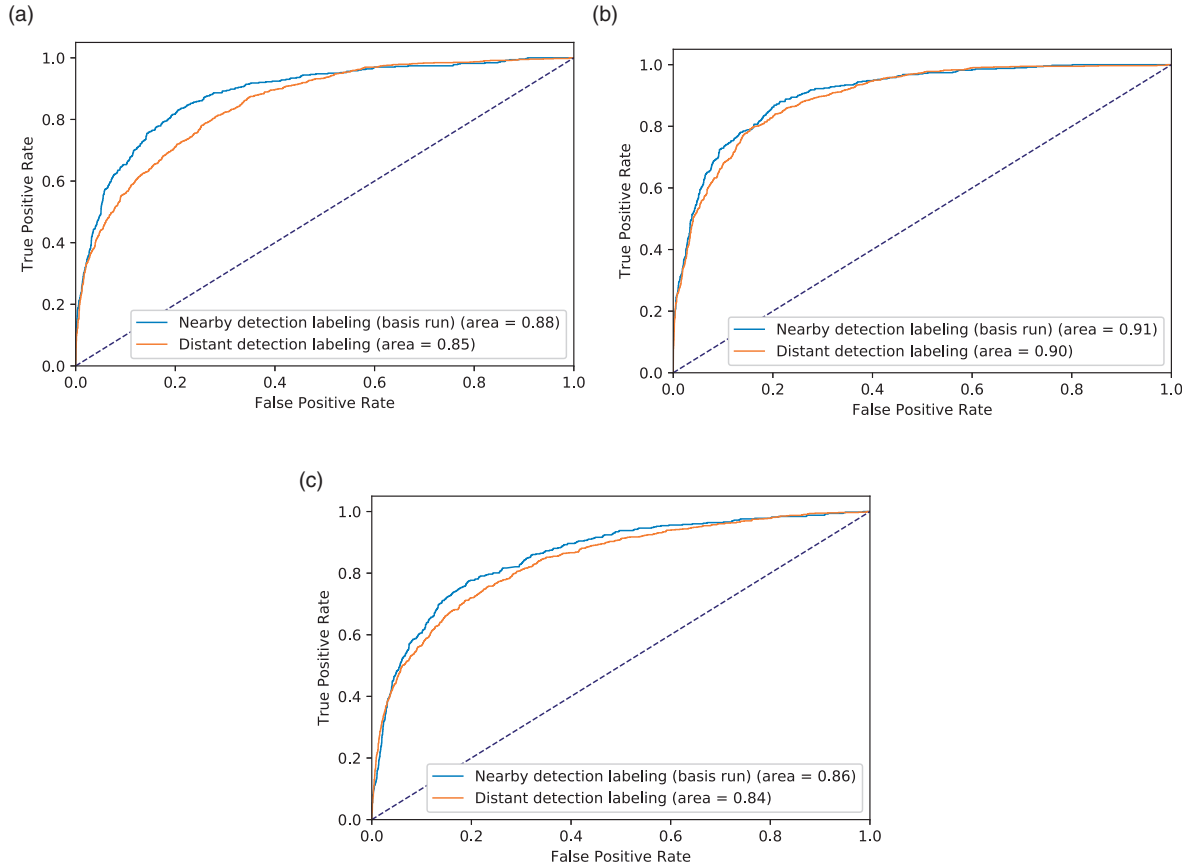 (a)
1.0
0.8
0.6
0.4
0.2
0.0
True Positive Rate
Nearby detection labeling (basis run) (area = 0.88)
Distant detection labeling (area = 0.85)
0.0 0.2 0.4 0.6 0.8 1.0
False Positive Rate
(b)
1.0
0.8
0.6
0.4
0.2
0.0
True Positive Rate
Nearby detection labeling (basis run) (area = 0.91)
Distant detection labeling (area = 0.90)
0.0 0.2 0.4 0.6 0.8 1.0
False Positive Rate
(c)
1.0
0.8
0.6
0.4
0.2
0.0
True Positive Rate
Nearby detection labeling (basis run) (area = 0.86)
Distant detection labeling (area = 0.84)
0.0 0.2 0.4 0.6 0.8 1.0
False Positive Rate